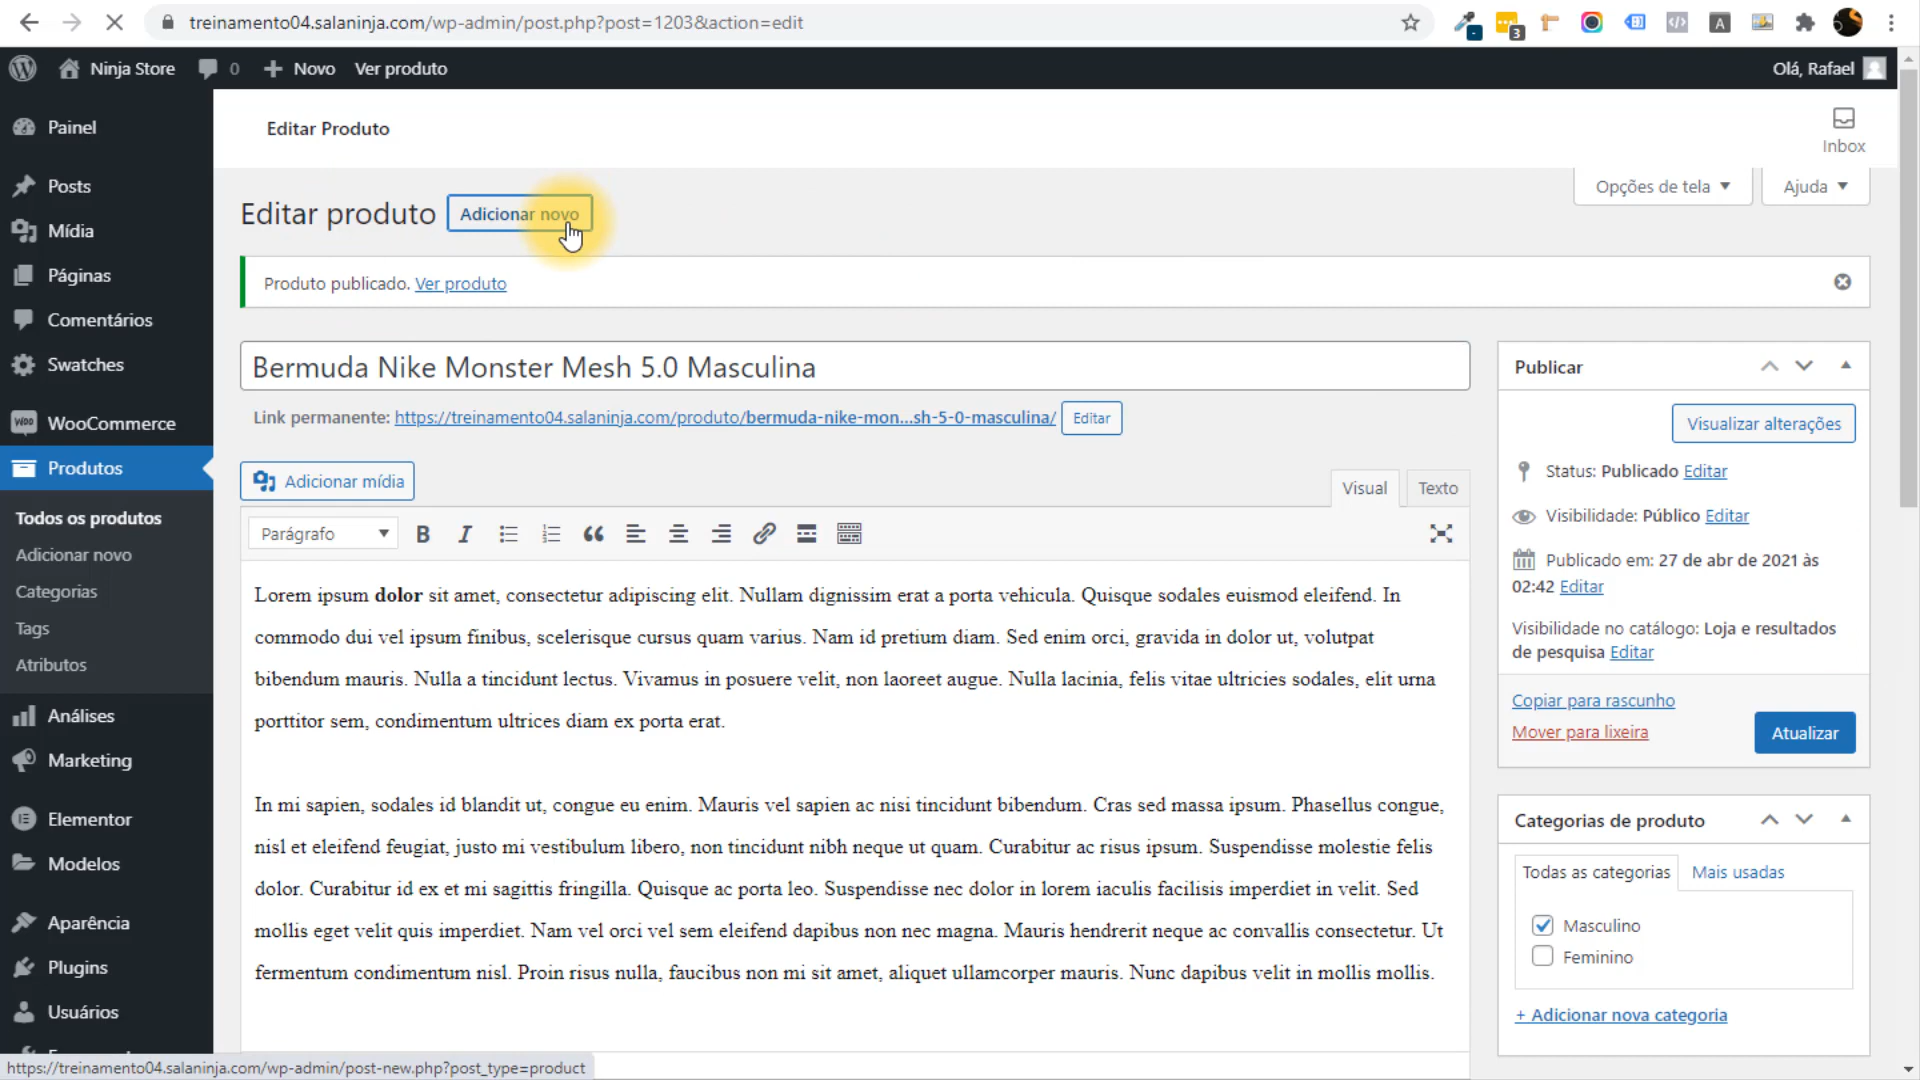 treinamento04.salaninja.com/wp-admin/post.php?post=1203&action=edit
3
A
Ninja Store
0
Novo
Ver produto
Olá, Rafael
Painel
Posts
Mídia
Páginas
Comentários
Swatches
WooCommerce
Produtos
Todos os produtos
Adicionar novo
Categorias
Tags
Atributos
Análises
Marketing
Elementor
Modelos
Aparência
Plugins
Usuários
Editar Produto
Inbox
Opções de tela
Ajuda
Editar produto
Adicionar novo
Produto publicado. Ver produto
Bermuda Nike Monster Mesh 5.0 Masculina
Link permanente: https://treinamento04.salaninja.com/produto/bermuda-nike-mon...sh-5-0-masculina/ Editar
Adicionar mídia
Visual
Texto
Parágrafo
Lorem ipsum dolor sit amet, consectetur adipiscing elit. Nullam dignissim erat a porta vehicula. Quisque sodales euismod eleifend. In
commodo dui vel ipsum finibus, scelerisque cursus quam varius. Nam id pretium diam. Sed enim orci, gravida in dolor ut, volutpat
bibendum mauris. Nulla a tincidunt lectus. Vivamus in posuere velit, non laoreet augue. Nulla lacinia, felis vitae ultricies sodales, elit urna
porttitor sem, condimentum ultrices diam ex porta erat.
In mi sapien, sodales id blandit ut, congue eu enim. Mauris vel sapien ac nisi tincidunt bibendum. Cras sed massa ipsum. Phasellus congue,
nisl et eleifend feugiat, justo mi vestibulum libero, non tincidunt nibh neque ut quam. Curabitur ac risus ipsum. Suspendisse molestie felis
dolor. Curabitur id ex et mi sagittis fringilla. Quisque ac porta leo. Suspendisse nec dolor in lorem iaculis facilisis imperdiet in velit. Sed
mollis eget velit quis imperdiet. Nam vel orci vel sem eleifend dapibus non nec magna. Mauris hendrerit neque ac convallis consectetur. Ut
fermentum condimentum nisl. Proin risus nulla, faucibus non mi sit amet, aliquet ullamcorper mauris. Nunc dapibus velit in mollis mollis.
Publicar
Visualizar alterações
Status: Publicado Editar
Visibilidade: Público Editar
Publicado em: 27 de abr de 2021 às
02:42 Editar
Visibilidade no catálogo: Loja e resultados
de pesquisa Editar
Copiar para rascunho
Mover para lixeira
Atualizar
Categorias de produto
Todas as categorias
Mais usadas
Masculino
Feminino
+ Adicionar nova categoria
https://treinamento04.salaninja.com/wp-admin/post-new.php?post_type=product